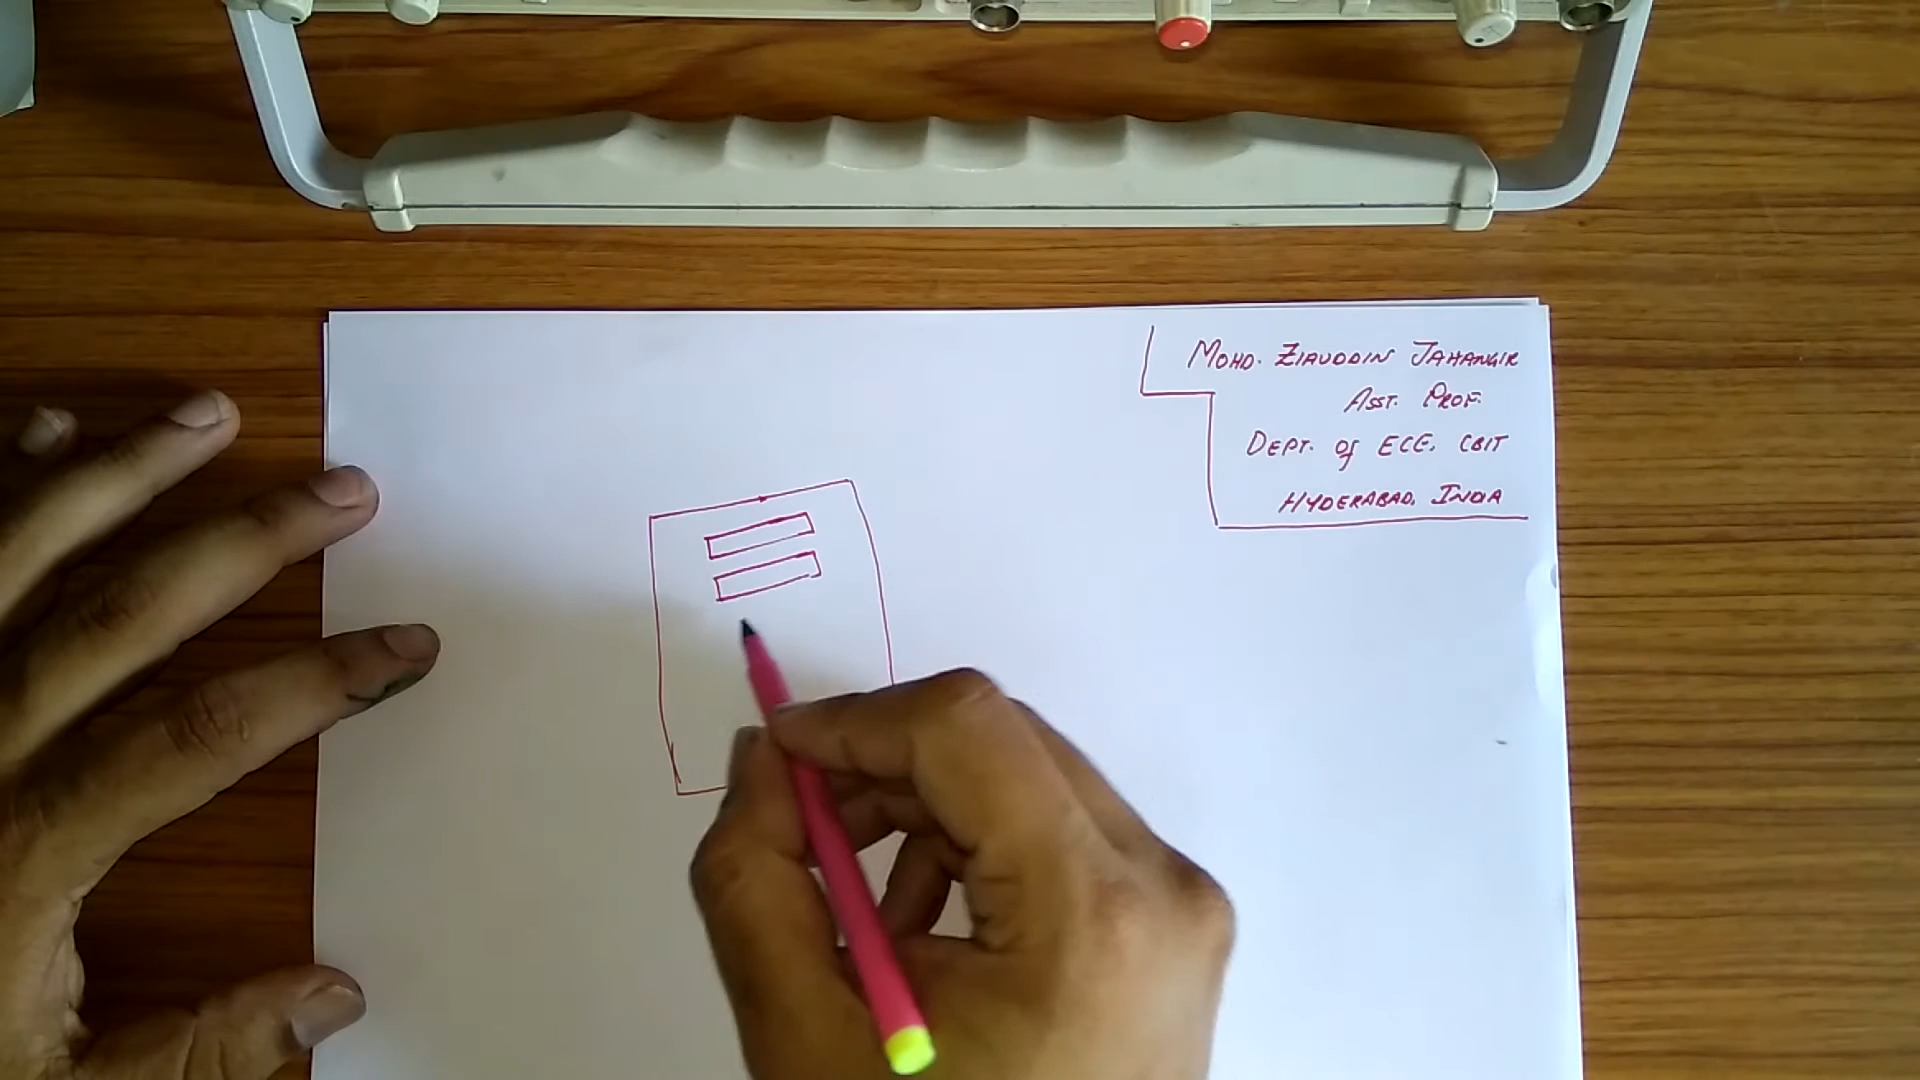 MOHD. ZIAUDDIN JAHANGIR
ASST. PROF.
DEPT. of ECE, CBIT
HYDERABAD, INDIA